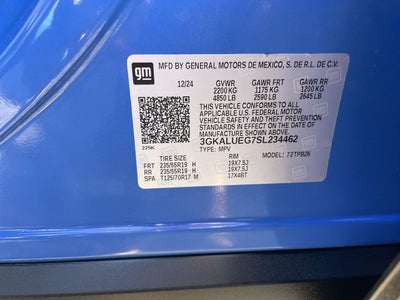 gm
MFD BY GENERAL MOTORS DE MEXICO, S. DE R.L. DE C.V.
12/24 GVWR GAWR FRT GAWR RR
2200 KG 1175 KG 1200 KG
4850 LB 2590 LB 2645 LB
THIS VEHICLE CONFORMS TO ALL APPLICABLE
U.S. FEDERAL MOTOR
VEHICLE SAFETY AND THEFT PREVENTION
STANDARDS IN EFFECT ON THE DATE OF
MANUFACTURE SHOWN ABOVE.
3GKALUEG7SL234462
225K TYPE: MPV MODEL: 72TPB26
TIRE SIZE RIM
FRT 235/55R19 H 19X7.5J
RR 235/55R19 H 19X7.5J
SPA T125/70R17 M 17X4BT